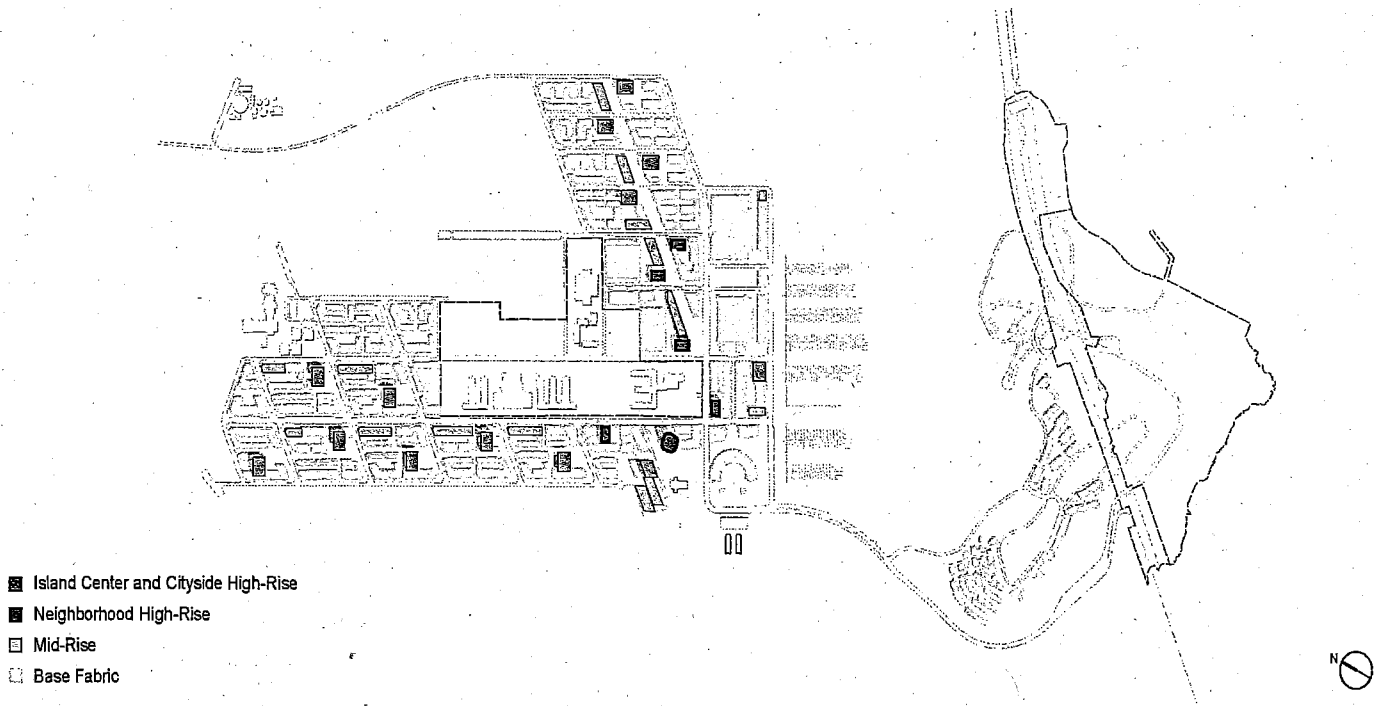 Island Center and Cityside High-Rise
Neighborhood High-Rise
Mid-Rise
Base Fabric
N